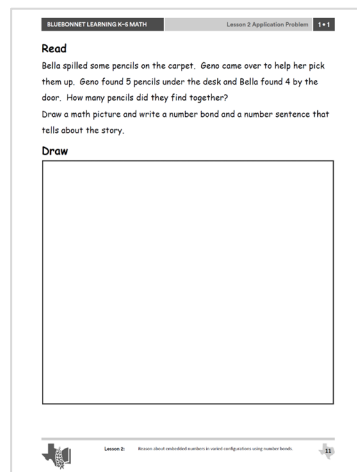 BLUEBONNET LEARNING K–5 MATH
Lesson 2 Application Problem 1•1
Read
Bella spilled some pencils on the carpet. Geno came over to help her pick
them up. Geno found 5 pencils under the desk and Bella found 4 by the
door. How many pencils did they find together?
Draw a math picture and write a number bond and a number sentence that
tells about the story.
Draw
Lesson 2: Reason about embedded numbers in varied configurations using number bonds.
11